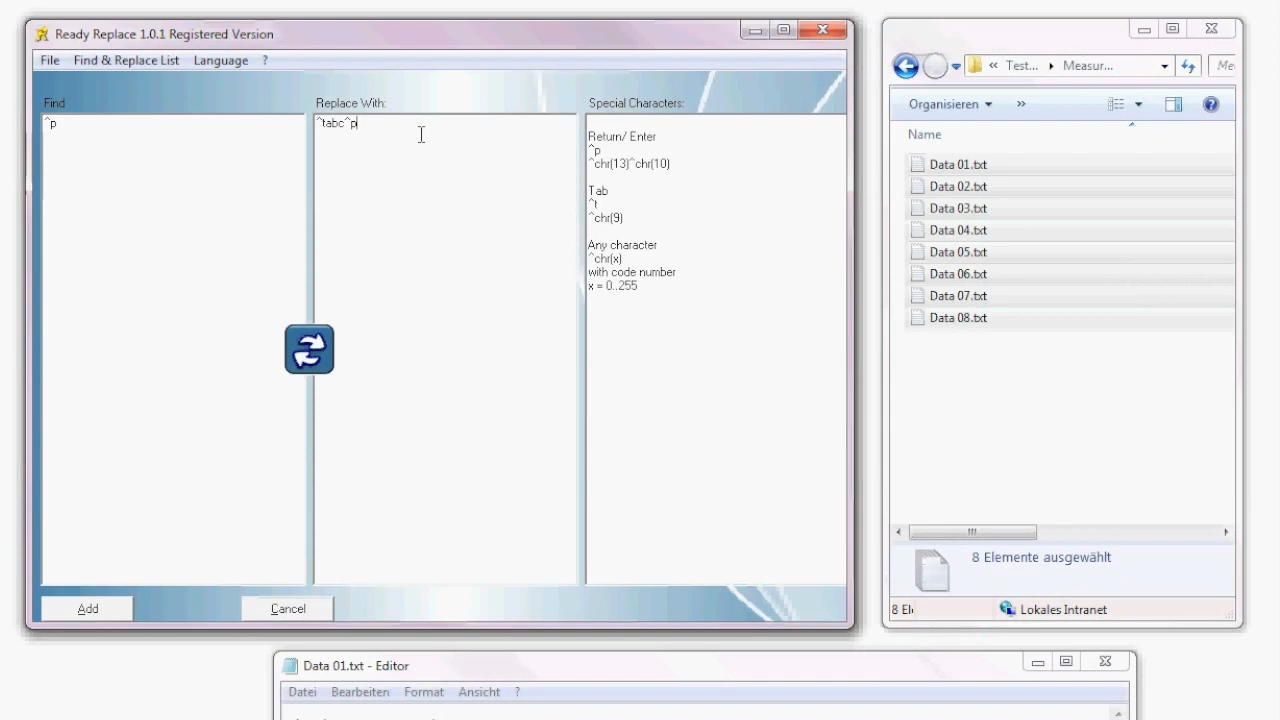 Ready Replace 1.0.1 Registered Version
File Find & Replace List Language ?
Find
^p
Replace With:
^tabc^p
Special Characters:
Return/ Enter
^p
^chr(13)^chr(10)
Tab
^t
^chr(9)
Any character
^chr(x)
with code number
x = 0..255
Add
Cancel
« Test... Measur...
Me
Organisieren »
Name
Data 01.txt
Data 02.txt
Data 03.txt
Data 04.txt
Data 05.txt
Data 06.txt
Data 07.txt
Data 08.txt
8 Elemente ausgewählt
8 El
Lokales Intranet
Data 01.txt - Editor
Datei Bearbeiten Format Ansicht ?